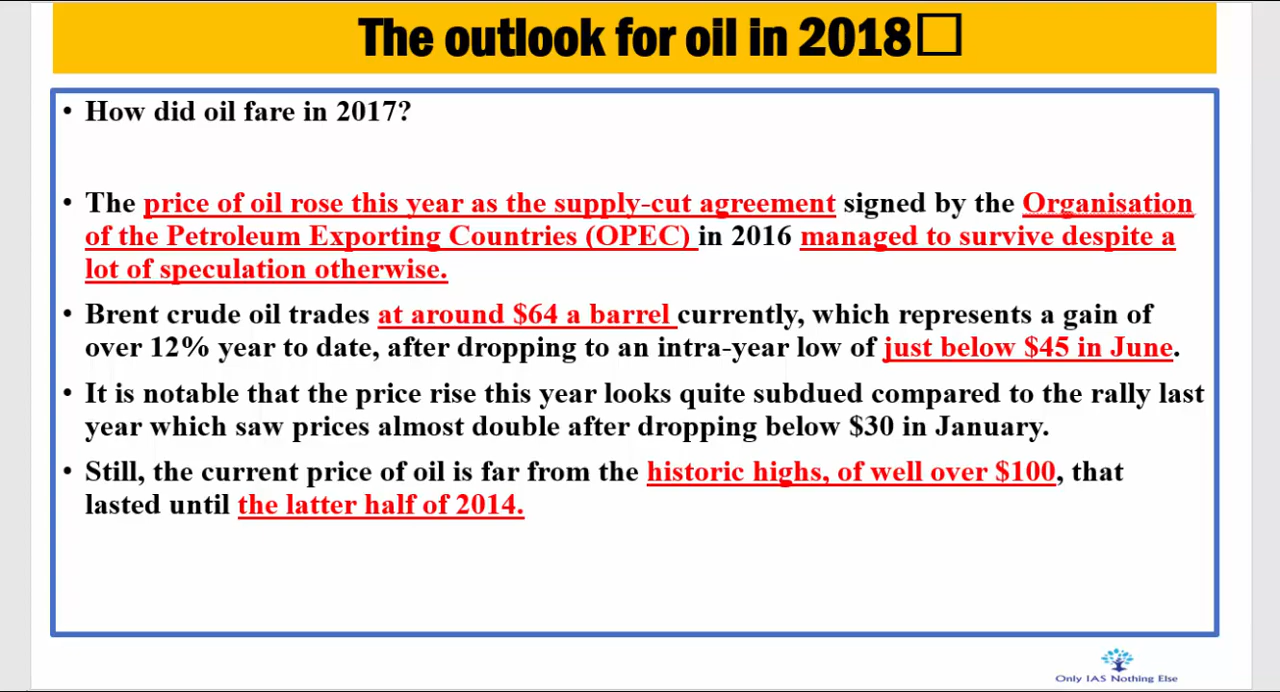 The outlook for oil in 2018□
• How did oil fare in 2017?
• The price of oil rose this year as the supply-cut agreement signed by the Organisation
of the Petroleum Exporting Countries (OPEC) in 2016 managed to survive despite a
lot of speculation otherwise.
• Brent crude oil trades at around $64 a barrel currently, which represents a gain of
over 12% year to date, after dropping to an intra-year low of just below $45 in June.
• It is notable that the price rise this year looks quite subdued compared to the rally last
year which saw prices almost double after dropping below $30 in January.
• Still, the current price of oil is far from the historic highs, of well over $100, that
lasted until the latter half of 2014.
Only IAS Nothing Else